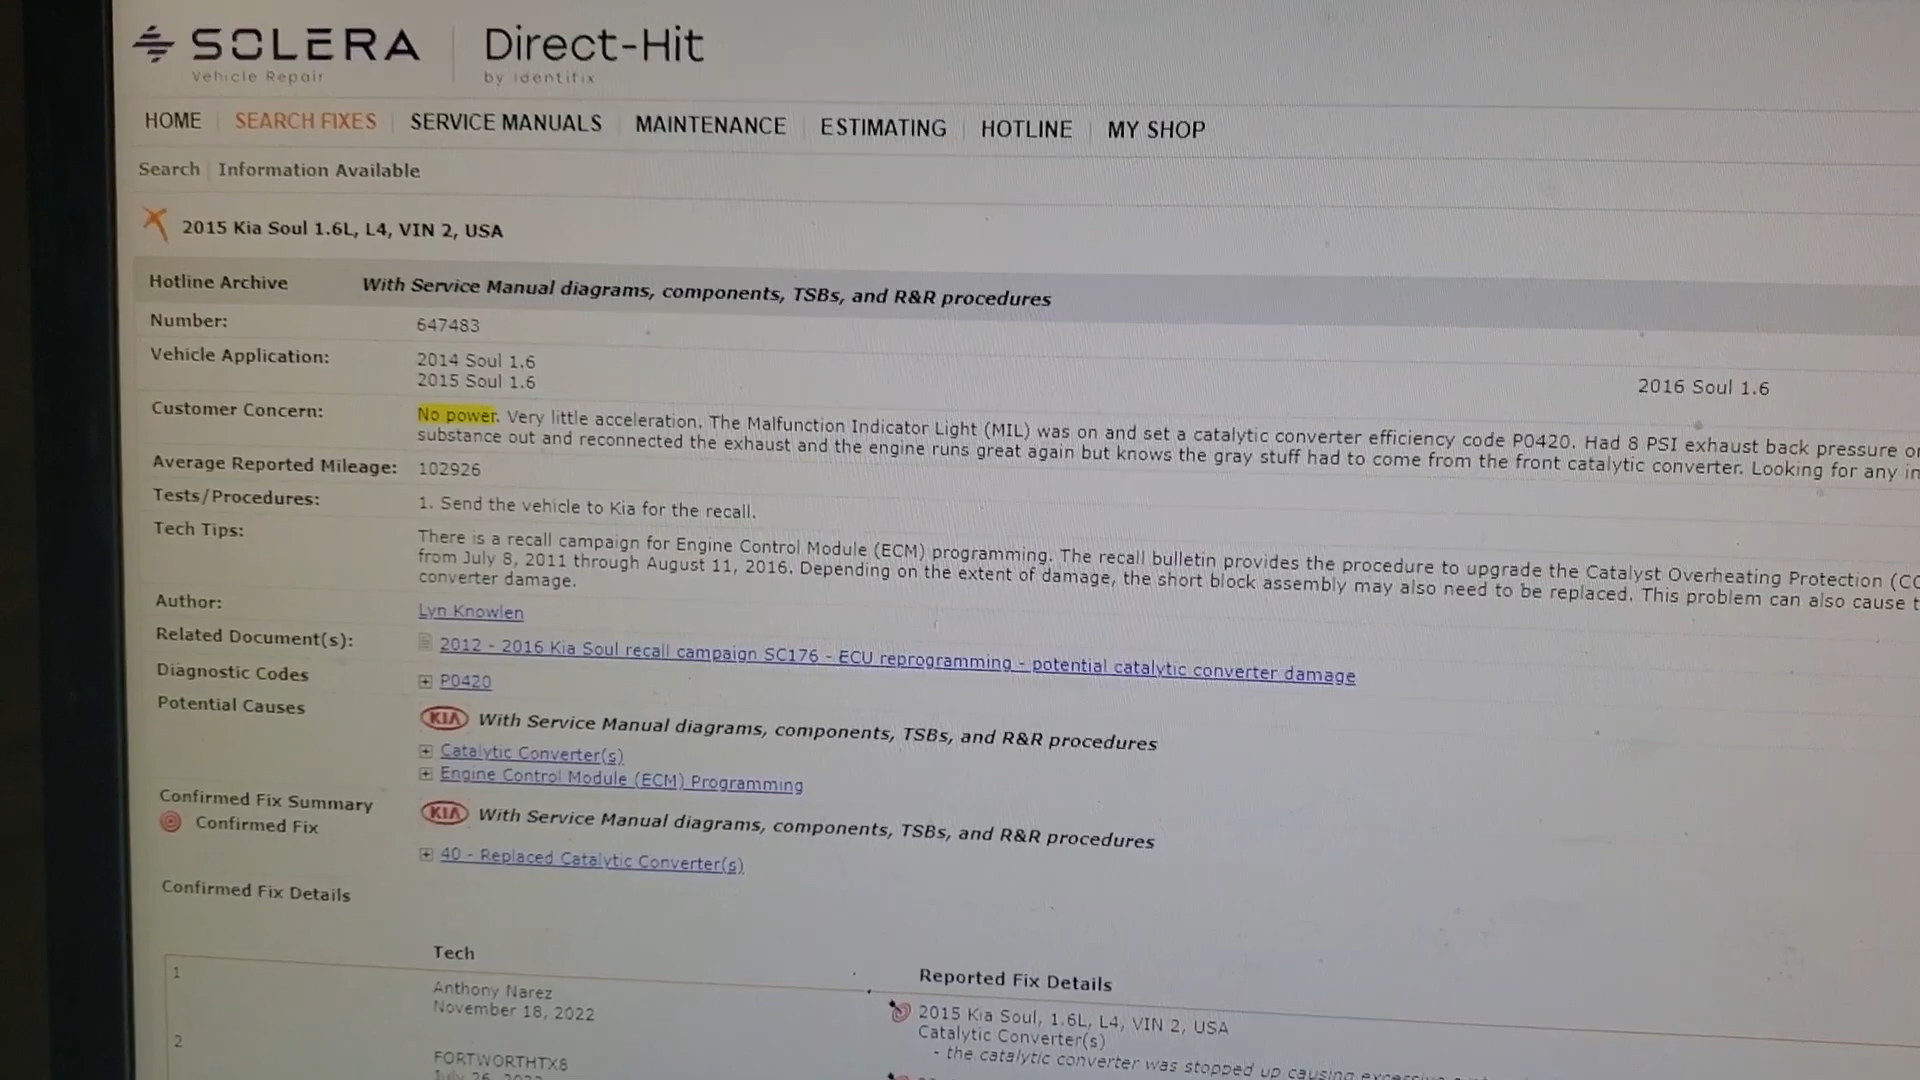 SOLERA
Vehicle Repair
Direct-Hit
by identifix
HOME SEARCH FIXES SERVICE MANUALS MAINTENANCE ESTIMATING HOTLINE MY SHOP
Search Information Available
2015 Kia Soul 1.6L, L4, VIN 2, USA
Hotline Archive With Service Manual diagrams, components, TSBs, and R&R procedures
Number: 647483
Vehicle Application: 2014 Soul 1.6 2016 Soul 1.6
2015 Soul 1.6
Customer Concern: No power. Very little acceleration. The Malfunction Indicator Light (MIL) was on and set a catalytic converter efficiency code P0420. Had 8 PSI exhaust back pressure
substance out and reconnected the exhaust and the engine runs great again but knows the gray stuff had to come from the front catalytic converter. Looking for any
Average Reported Mileage: 102926
Tests/Procedures: 1. Send the vehicle to Kia for the recall.
Tech Tips: There is a recall campaign for Engine Control Module (ECM) programming. The recall bulletin provides the procedure to upgrade the Catalyst Overheating Protection
from July 8, 2011 through August 11, 2016. Depending on the extent of damage, the short block assembly may also need to be replaced. This problem can also cause
converter damage.
Author: Lyn Knowlen
Related Document(s): 2012 - 2016 Kia Soul recall campaign SC176 - ECU reprogramming - potential catalytic converter damage
Diagnostic Codes P0420
Potential Causes KIA With Service Manual diagrams, components, TSBs, and R&R procedures
Catalytic Converter(s)
Engine Control Module (ECM) Programming
Confirmed Fix Summary KIA With Service Manual diagrams, components, TSBs, and R&R procedures
Confirmed Fix
40 - Replaced Catalytic Converter(s)
Confirmed Fix Details
Tech Reported Fix Details
1 Anthony Narez 2015 Kia Soul, 1.6L, L4, VIN 2, USA
November 18, 2022 Catalytic Converter(s)
- the catalytic converter was stopped up causing
2 FORTWORTHTX8